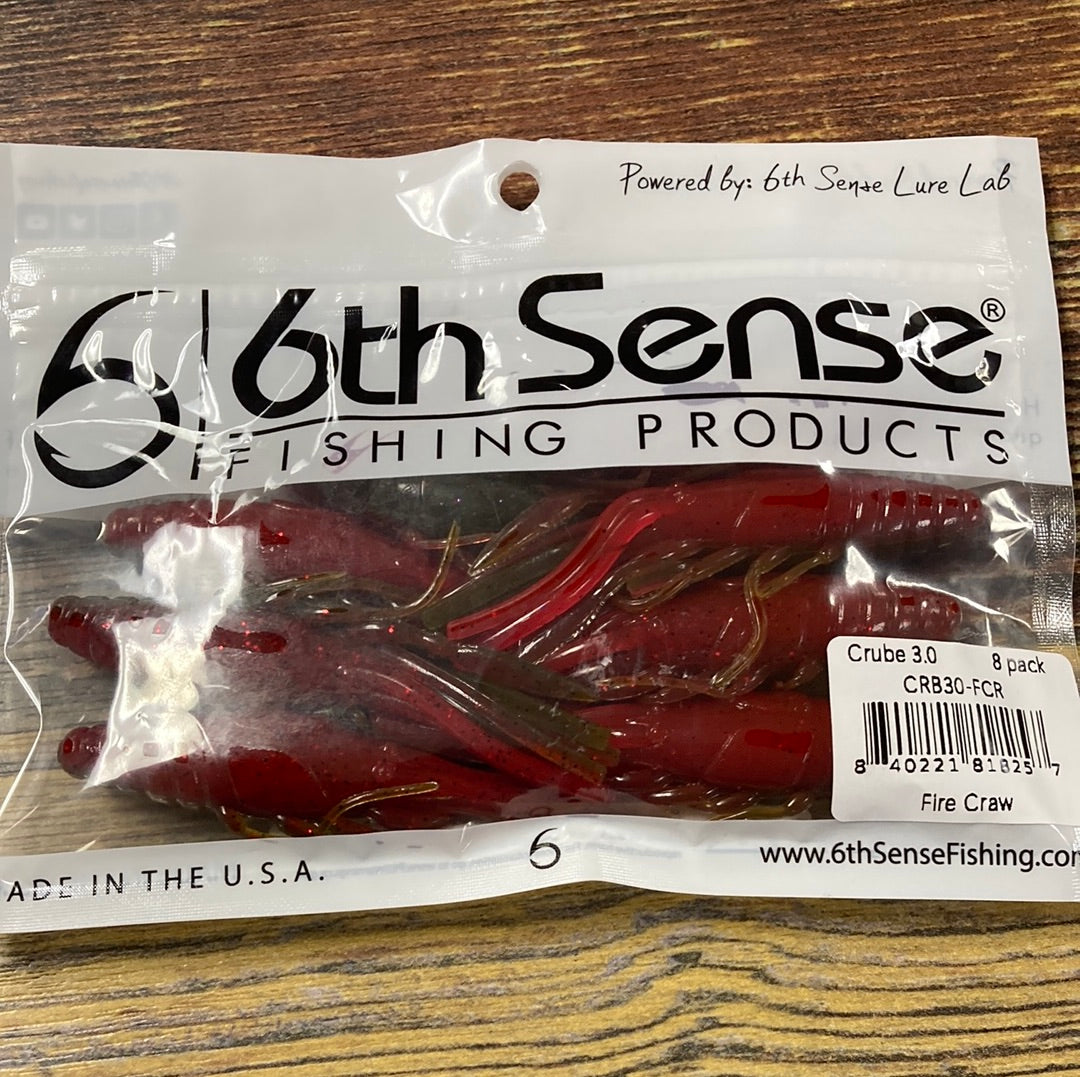 Powered by: 6th Sense Lure Lab
6th Sense®
FISHING PRODUCTS
Crube 3.0 8 pack
CRB30-FCR
8 40221 81825 7
Fire Craw
6
ADE IN THE U.S.A.
www.6thSenseFishing.com